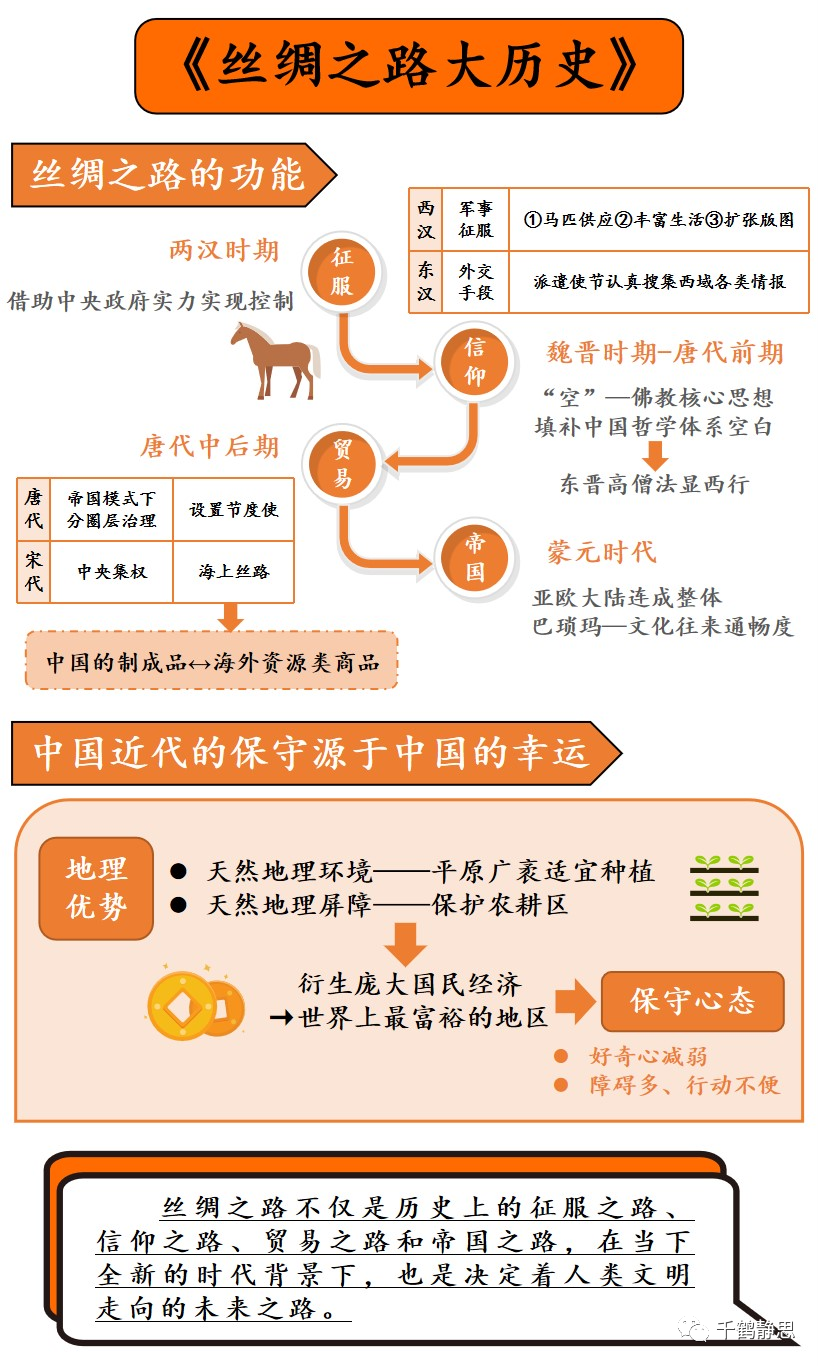 《丝绸之路大历史》
丝绸之路的功能
两汉时期
借助中央政府实力实现控制
征
服
西
汉
军事
征服
①马匹供应②丰富生活③扩张版图
东
汉
外交
手段
派遣使节认真搜集西域各类情报
信
仰
魏晋时期-唐代前期
“空”—佛教核心思想
填补中国哲学体系空白
东晋高僧法显西行
唐代中后期
贸
易
唐
代
帝国模式下
分圈层治理
设置节度使
宋
代
中央集权
海上丝路
中国的制成品↔海外资源类商品
帝
国
蒙元时代
亚欧大陆连成整体
巴琐玛—文化往来通畅度
中国近代的保守源于中国的幸运
地理
优势
● 天然地理环境——平原广袤适宜种植
● 天然地理屏障——保护农耕区
衍生庞大国民经济
→世界上最富裕的地区
保守心态
● 好奇心减弱
● 障碍多、行动不便
丝绸之路不仅是历史上的征服之路、
信仰之路、贸易之路和帝国之路，在当下
全新的时代背景下，也是决定着人类文明
走向的未来之路。
千鹤静思